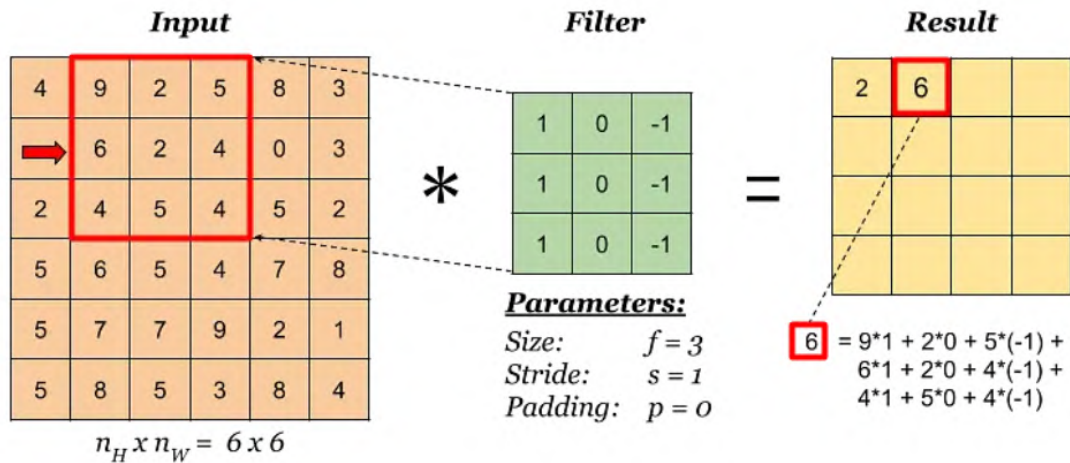 Input
Filter
Result
4 9 2 5 8 3
6 2 4 0 3
2 4 5 4 5 2
5 6 5 4 7 8
5 7 7 9 2 1
5 8 5 3 8 4
n_H x n_W = 6 x 6
*
1 0 -1
1 0 -1
1 0 -1
Parameters:
Size: f = 3
Stride: s = 1
Padding: p = 0
=
2 6
6 = 9*1 + 2*0 + 5*(-1) +
6*1 + 2*0 + 4*(-1) +
4*1 + 5*0 + 4*(-1)